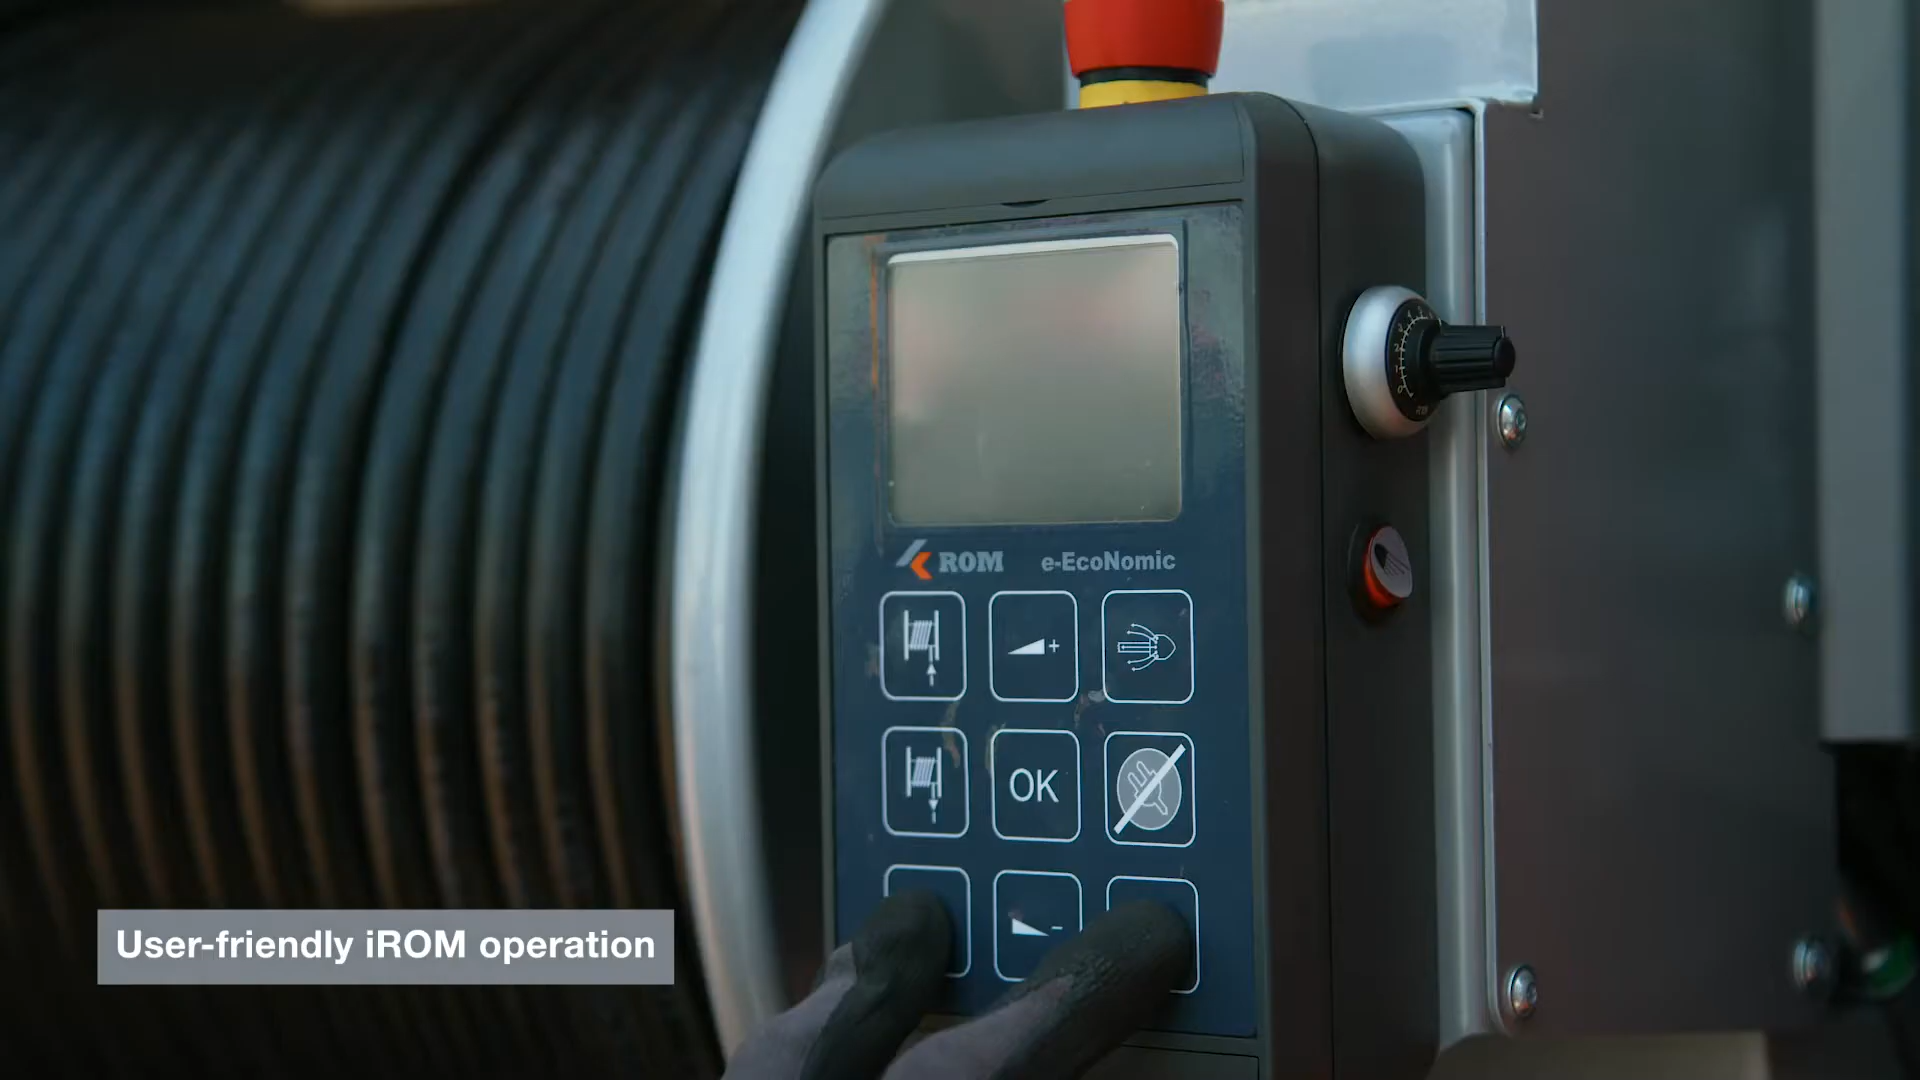 ROM e-EcoNomic
+
OK
-
User-friendly iROM operation